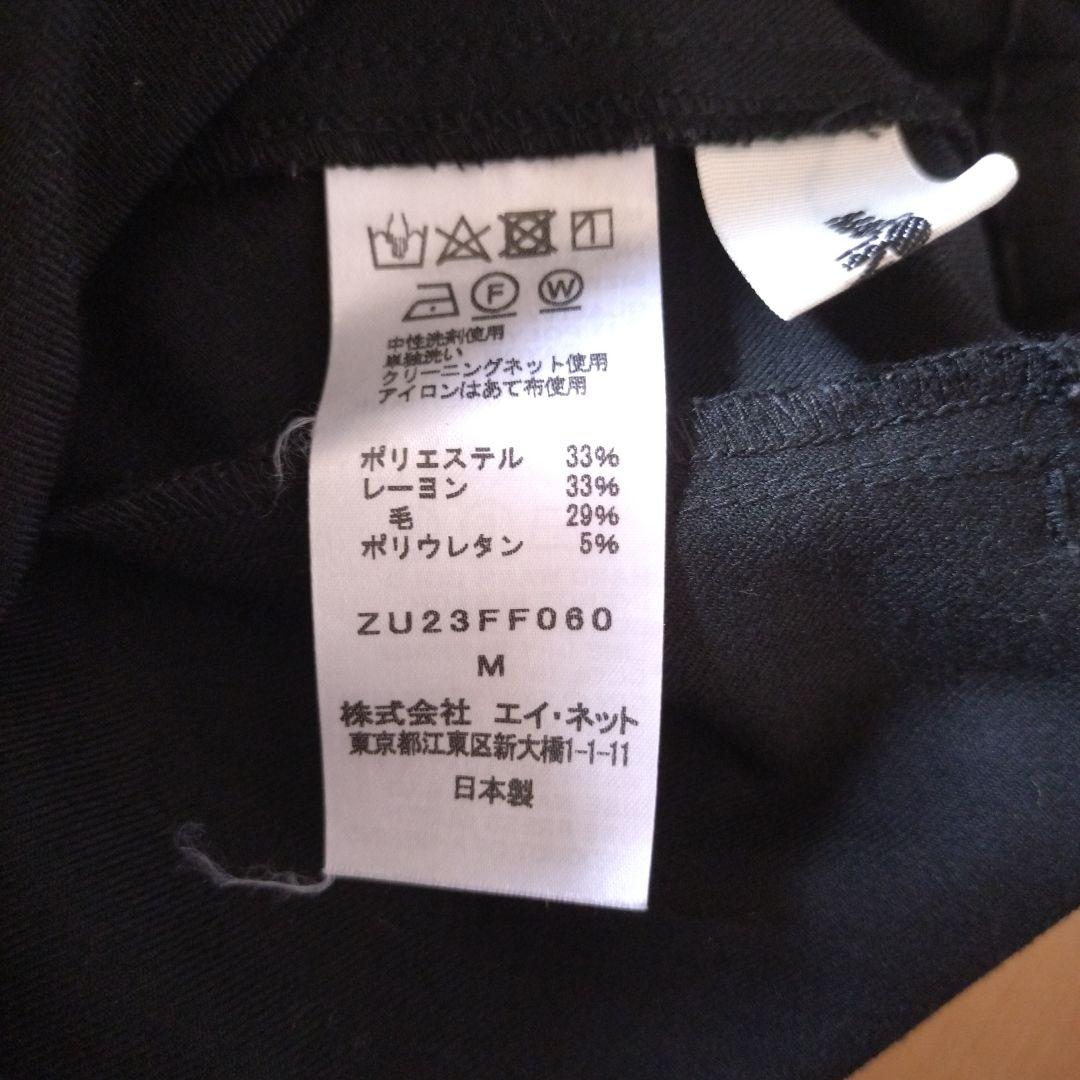 F W
中性洗剤使用
単独洗い
クリーニングネット使用
アイロンはあて布使用
ポリエステル 33%
レーヨン 33%
毛 29%
ポリウレタン 5%
ZU23FF060
M
株式会社 エイ・ネット
東京都江東区新大橋1-1-11
日本製